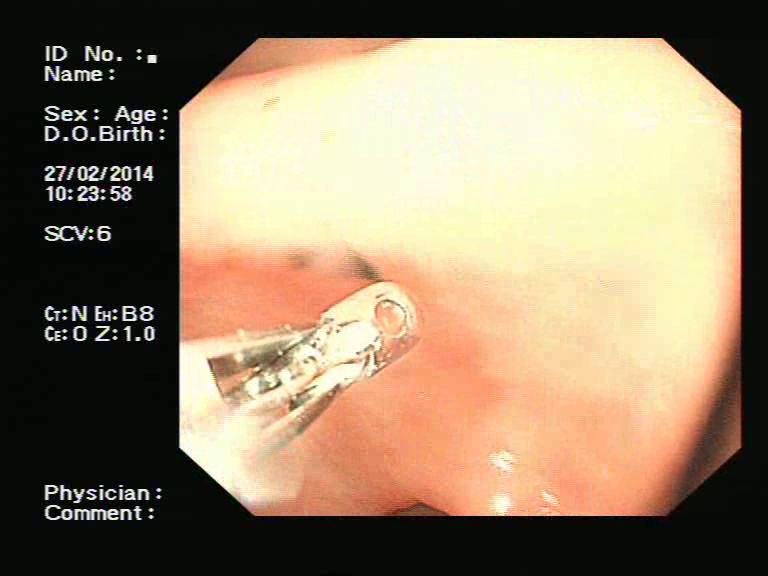 ID No. :
Name:
Sex: Age:
D.O.Birth:
27/02/2014
10:23:58
SCV:6
CT:N EH:B8
CE:0 Z:1.0
Physician:
Comment: